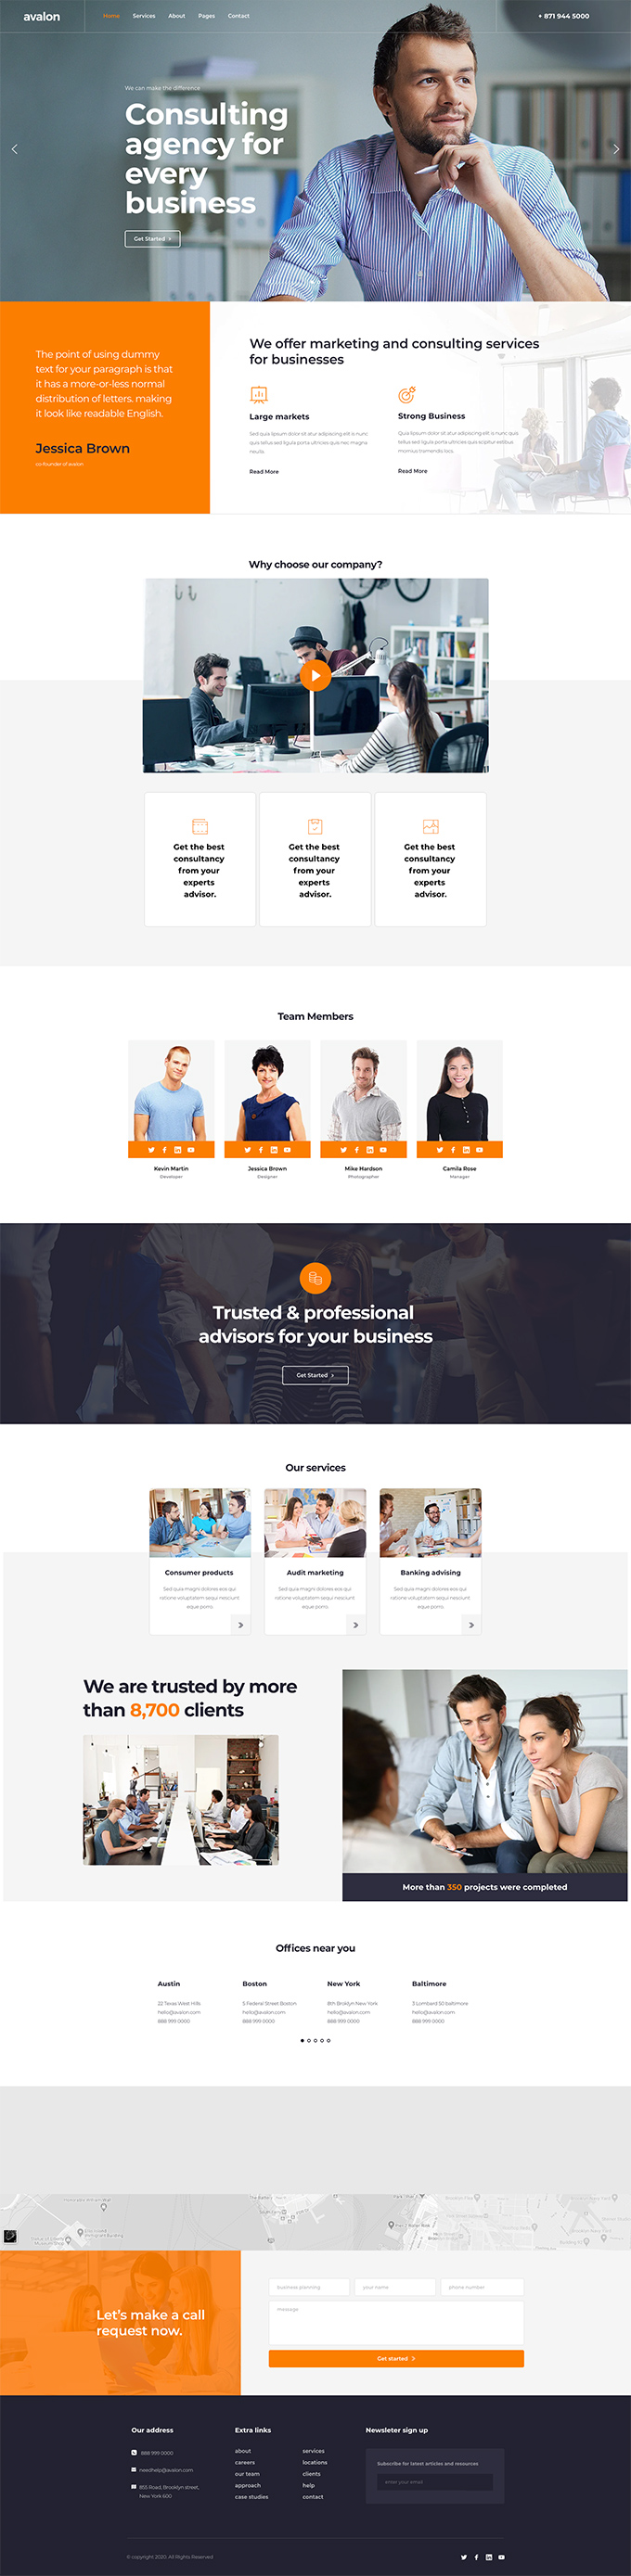 avalon
Home Services About Pages Contact
+ 871 944 5000
We can make the difference
Consulting
agency for
every
business
Get Started
The point of using dummy
text for your paragraph is that
it has a more-or-less normal
distribution of letters. making
it look like readable English.
Jessica Brown
co-founder of avalon
We offer marketing and consulting services
for businesses
Large markets
Sed quia lipsum dolor sit atur adipiscing elit is nunc
quis tellus sed ligula porta ultricies quis nec magna
neulte.
Read More
Strong Business
Quia lipsum dolor sit atur adipiscing elit is nunc quis
tellus sed ligula porta ultricies quis scipitur estibus
rnomius tramendis iocs.
Read More
Why choose our company?
Get the best
consultancy
from your
experts
advisor.
Get the best
consultancy
from your
experts
advisor.
Get the best
consultancy
from your
experts
advisor.
Team Members
Kevin Martin
Developer
Jessica Brown
Designer
Mike Hardson
Photographer
Camila Rose
Manager
Trusted & professional
advisors for your business
Get Started
Our services
Consumer products
Sed quia magni dolores eos qui
ratione voluptatem sequi nesciunt
eque porro.
Audit marketing
Sed quia magni dolores eos qui
ratione voluptatem sequi nesciunt
eque porro.
Banking advising
Sed quia magni dolores eos qui
ratione voluptatem sequi nesciunt
eque porro.
We are trusted by more
than 8,700 clients
More than 350 projects were completed
Offices near you
Austin
22 Texas West Hills
hello@avalon.com
888 999 0000
Boston
5 Federal Street Boston
hello@avalon.com
888 999 0000
New York
8th Broklyn New York
hello@avalon.com
888 999 0000
Baltimore
3 Lombard 50 baltimore
hello@avalon.com
888 999 0000
Let's make a call
request now.
business planning
your name
phone number
message
Get started
Our address
888 999 0000
needhelp@avalon.com
855 Road, Brooklyn street,
New York 600
Extra links
about
careers
our team
approach
case studies
services
locations
clients
help
contact
Newsleter sign up
Subscribe for latest articles and resources
enter your email
© copyright 2020. All Rights Reserved